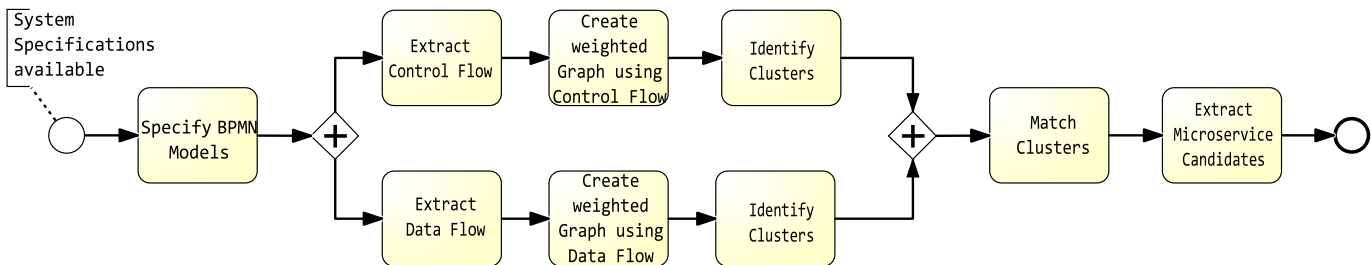 System
Specifications
available
Specify BPMN
Models
Extract
Control Flow
Create
weighted
Graph using
Control Flow
Identify
Clusters
Extract
Data Flow
Create
weighted
Graph using
Data Flow
Identify
Clusters
Match
Clusters
Extract
Microservice
Candidates